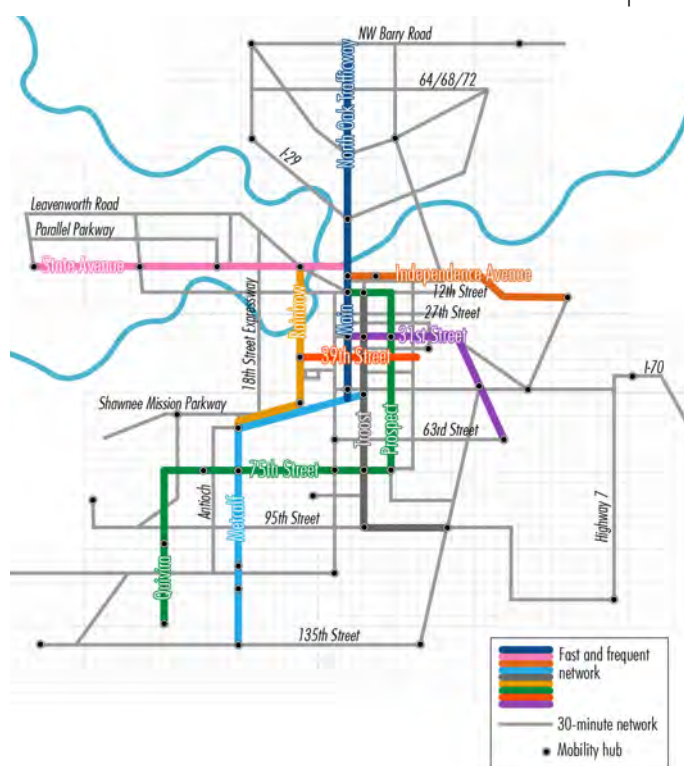 NW Barry Road
64/68/72
North Oak Trafficway
I-29
Leavenworth Road
Parallel Parkway
State Avenue
Independence Avenue
12th Street
27th Street
18th Street Expressway
Rainbow
Main
31st Street
39th Street
I-70
Shawnee Mission Parkway
63rd Street
Troost
Prospect
75th Street
Antioch
Metcalf
95th Street
Highway 7
Quivira
135th Street
Fast and frequent
network
30-minute network
Mobility hub